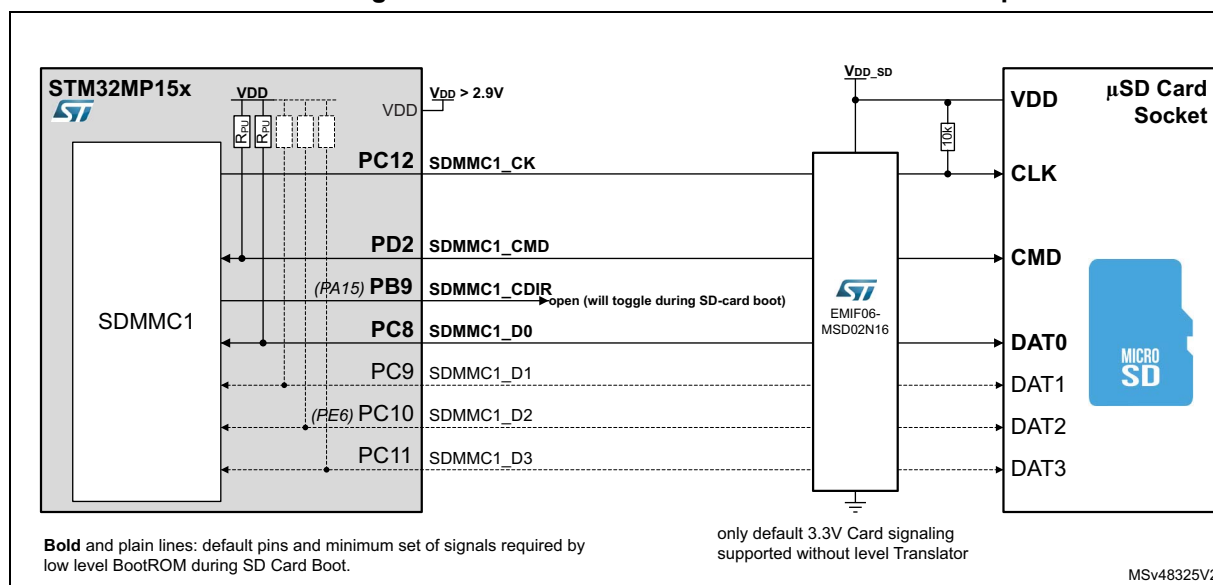 STM32MP15x
ST
VDD
VDD
VDD > 2.9V
RPU
RPU
SDMMC1
PC12 SDMMC1_CK
PD2 SDMMC1_CMD
(PA15) PB9 SDMMC1_CDIR
open (will toggle during SD-card boot)
PC8 SDMMC1_D0
PC9 SDMMC1_D1
(PE6) PC10 SDMMC1_D2
PC11 SDMMC1_D3
VDD_SD
10k
ST
EMIF06-
MSD02N16
µSD Card
Socket
VDD
CLK
CMD
DAT0
DAT1
DAT2
DAT3
MICRO
SD
Bold and plain lines: default pins and minimum set of signals required by
low level BootROM during SD Card Boot.
only default 3.3V Card signaling
supported without level Translator
MSv48325V2